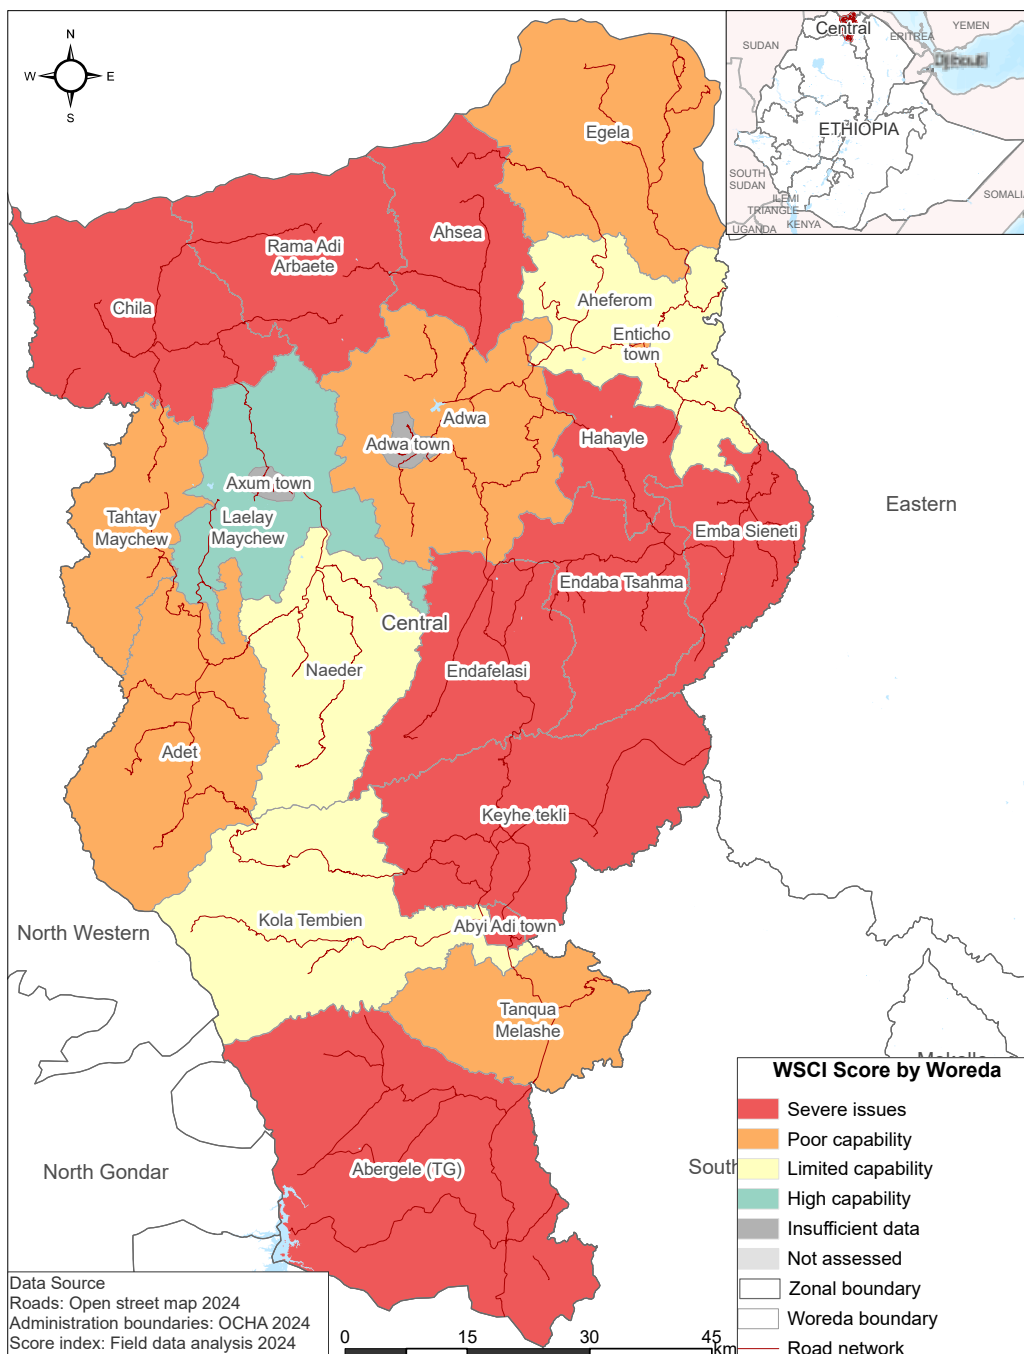 N
W
E
S
Central
SUDAN
ERITREA
YEMEN
Djibouti
ETHIOPIA
SOUTH
SUDAN
ILEMI
TRIANGLE
SOMALI
UGANDA
KENYA
Egela
Ahsea
Rama Adi
Arbaete
Chila
Aheferom
Enticho
town
Adwa
Adwa town
Hahayle
Axum town
Laelay
Maychew
Tahtay
Maychew
Emba Sieneti
Endaba Tsahma
Eastern
Central
Naeder
Endafelasi
Adet
Keyhe tekli
Kola Tembien
Abyi Adi town
North Western
Tanqua
Melashe
Abergele (TG)
North Gondar
South
WSCI Score by Woreda
Severe issues
Poor capability
Limited capability
High capability
Insufficient data
Not assessed
Zonal boundary
Woreda boundary
Road network
Data Source
Roads: Open street map 2024
Administration boundaries: OCHA 2024
Score index: Field data analysis 2024
0 15 30 45
km